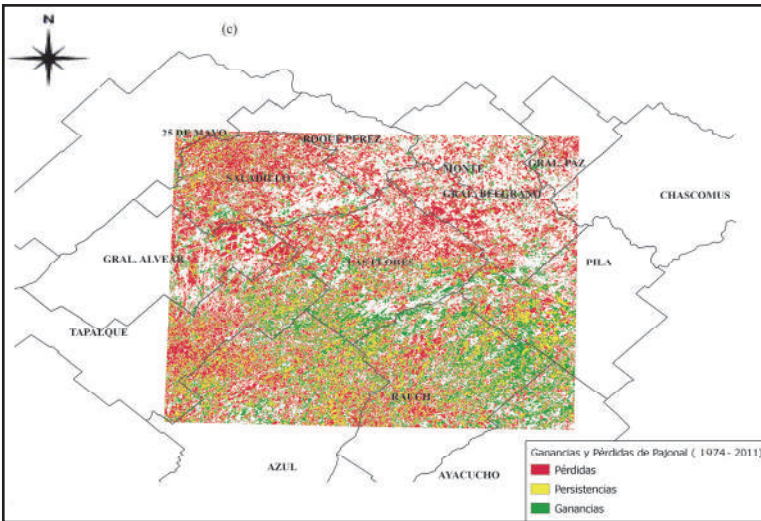 N
(c)
25 DE MAYO
ROQUE PEREZ
MONTE
GRAL. PAZ
SALADILLO
GRAL. BELGRANO
CHASCOMUS
GRAL. ALVEAR
LAS FLORES
PILA
TAPALQUE
RAUCH
AZUL
AYACUCHO
Ganancias y Pérdidas de Pajonal ( 1974 - 2011)
Pérdidas
Persistencias
Ganancias